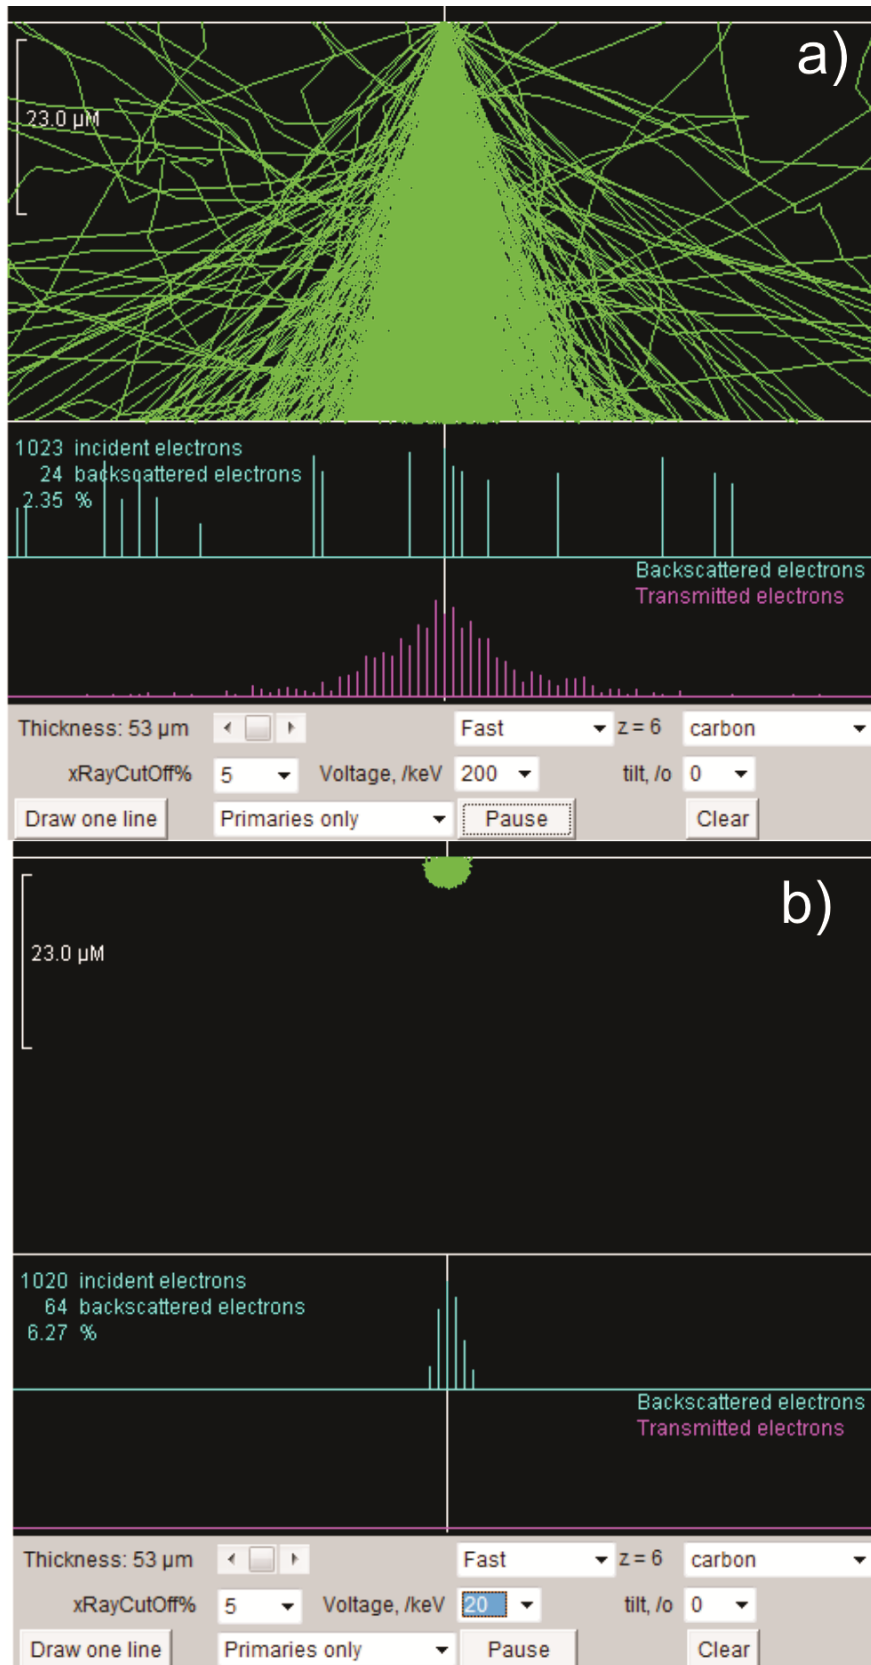 a)
23.0 µM
1023 incident electrons
24 backscattered electrons
2.35 %
Backscattered electrons
Transmitted electrons
Thickness: 53 µm Fast z = 6 carbon
xRayCutOff% 5 Voltage, /keV 200 tilt, /o 0
Draw one line Primaries only Pause Clear
b)
23.0 µM
1020 incident electrons
64 backscattered electrons
6.27 %
Backscattered electrons
Transmitted electrons
Thickness: 53 µm Fast z = 6 carbon
xRayCutOff% 5 Voltage, /keV 20 tilt, /o 0
Draw one line Primaries only Pause Clear